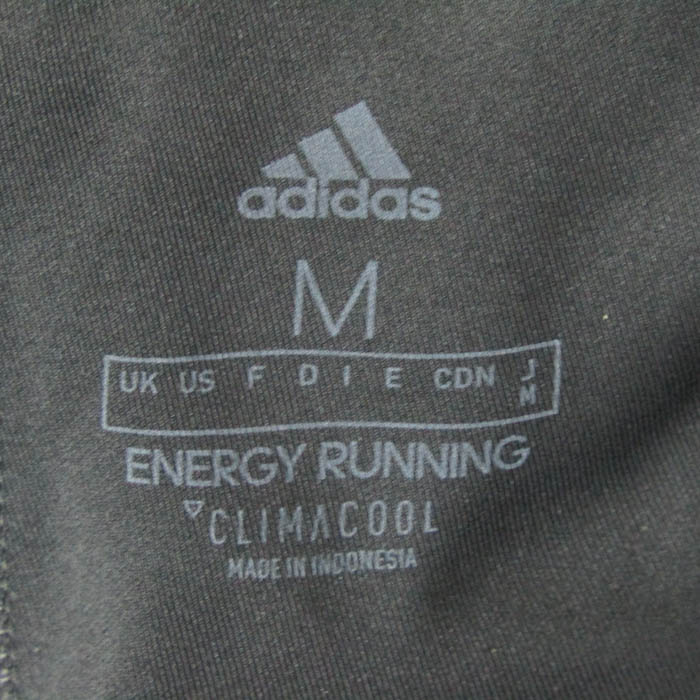 adidas
M
UK US F D I E CDN J
M
ENERGY RUNNING
CLIMACOOL
MADE IN INDONESIA